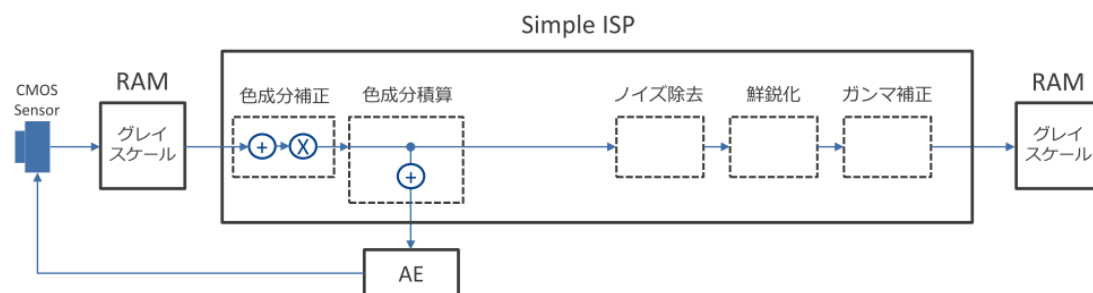 Simple ISP
CMOS
Sensor
RAM
グレイ
スケール
色成分補正
色成分積算
ノイズ除去
鮮鋭化
ガンマ補正
RAM
グレイ
スケール
+
X
+
AE